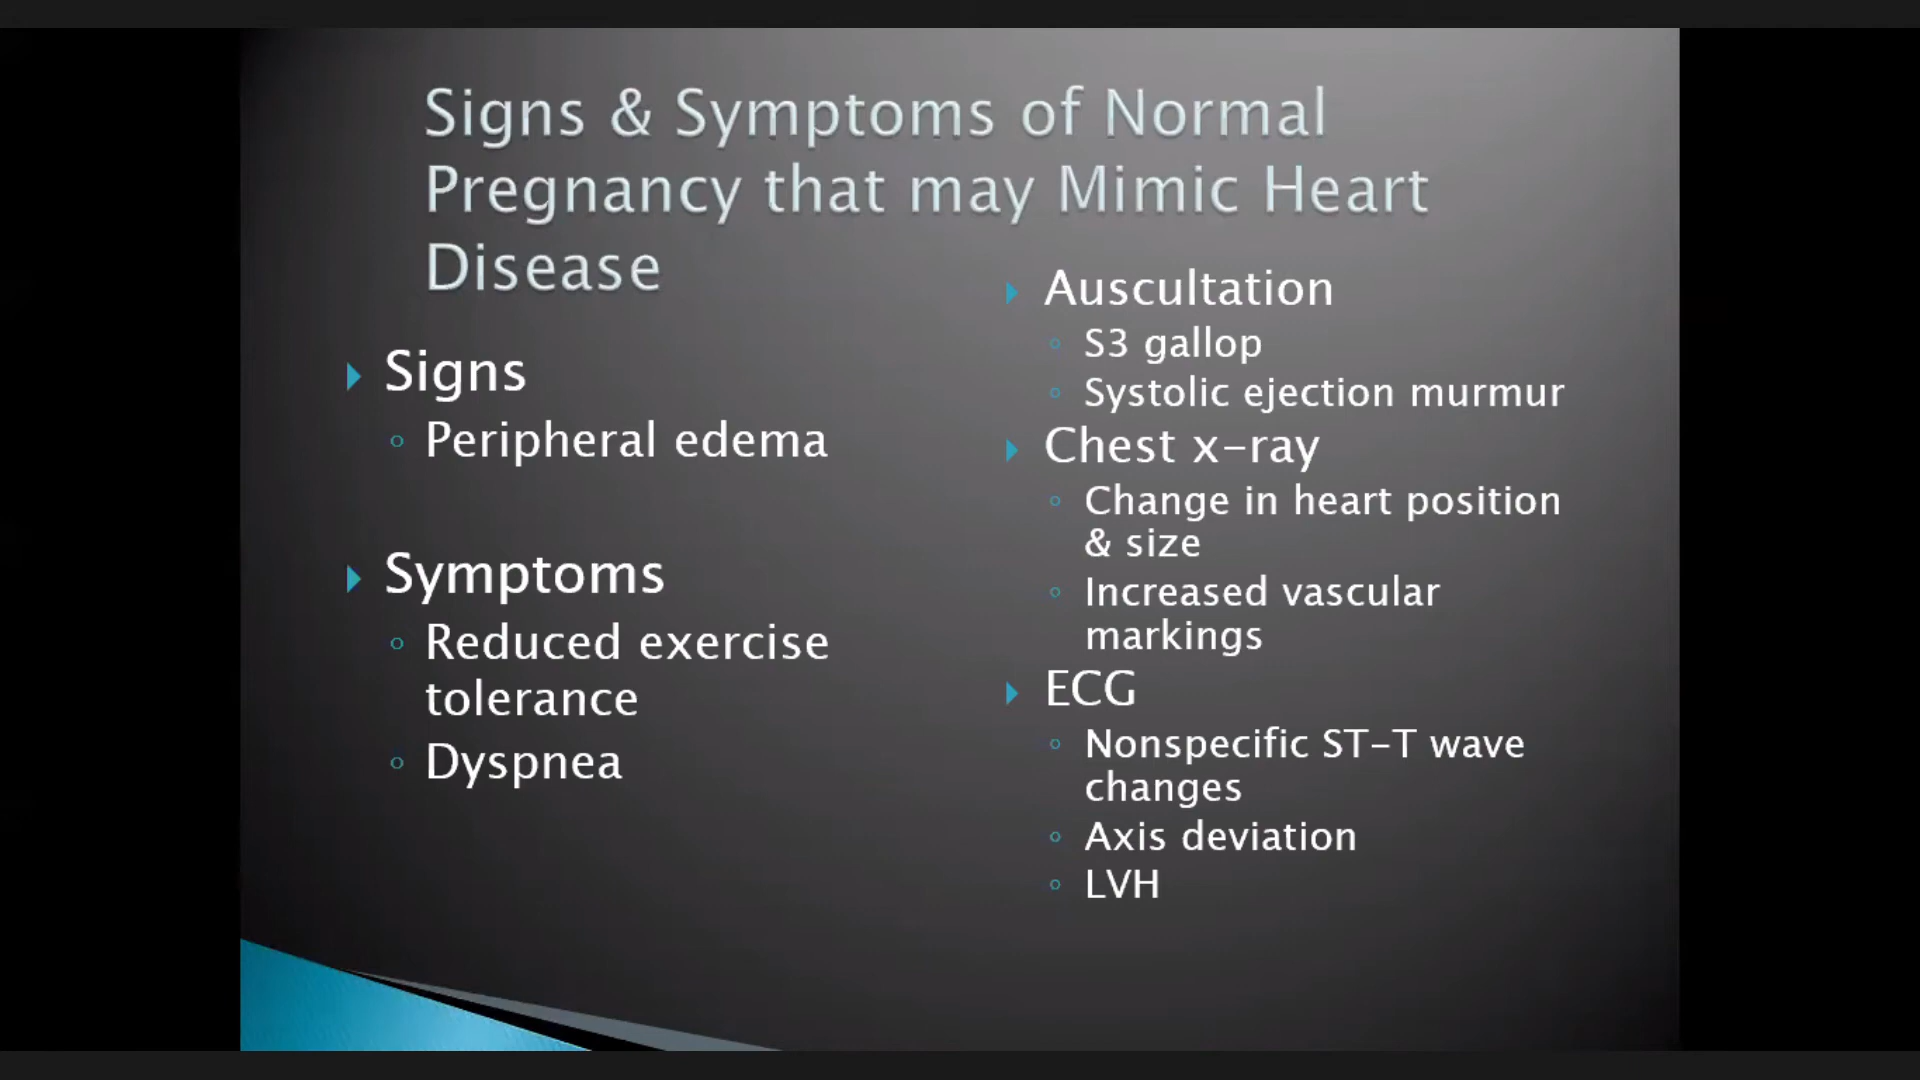 Signs & Symptoms of Normal
Pregnancy that may Mimic Heart
Disease
Signs
Peripheral edema
Symptoms
Reduced exercise
tolerance
Dyspnea
Auscultation
S3 gallop
Systolic ejection murmur
Chest x-ray
Change in heart position
& size
Increased vascular
markings
ECG
Nonspecific ST-T wave
changes
Axis deviation
LVH